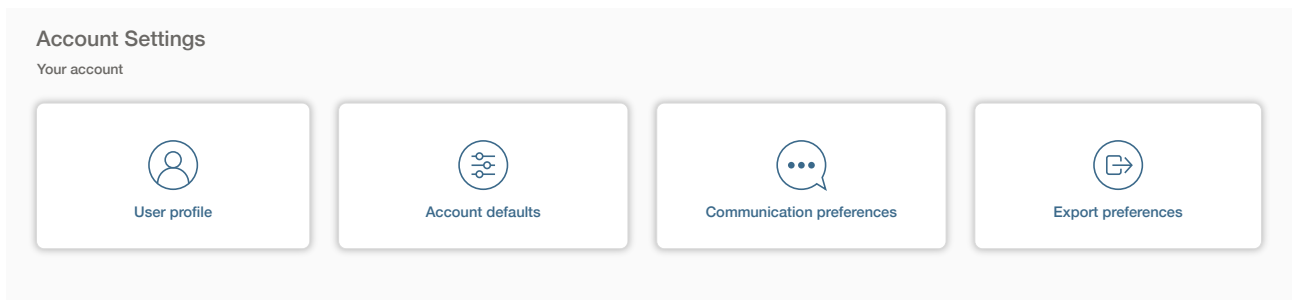 Account Settings
Your account
User profile
Account defaults
Communication preferences
Export preferences